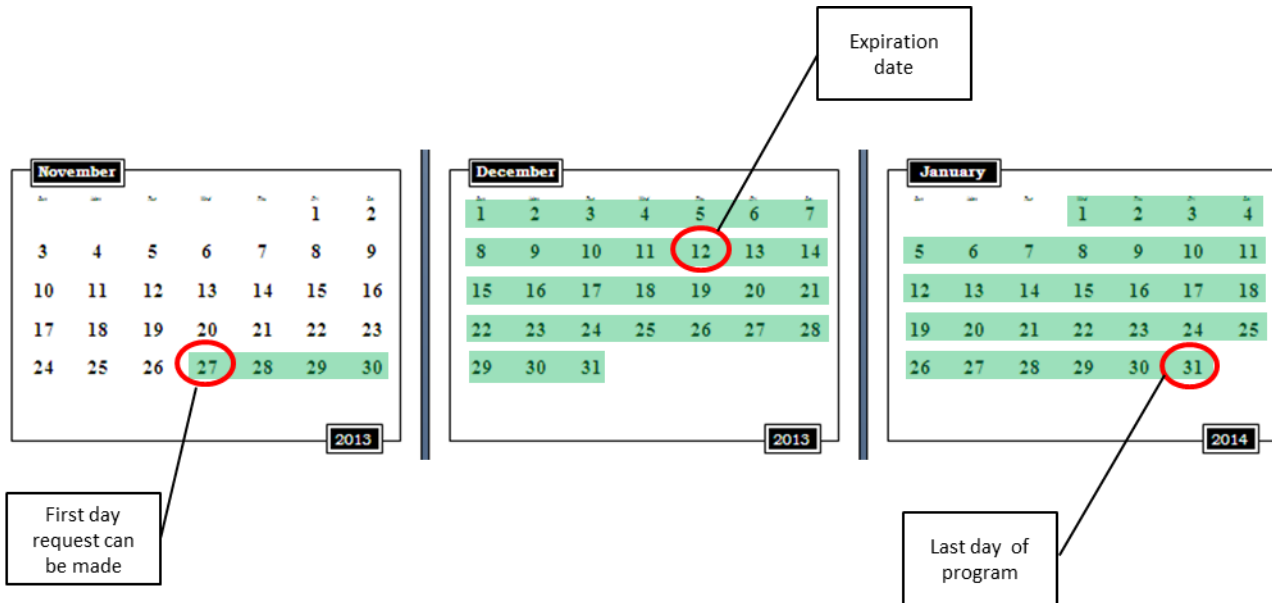 Expiration
date
November
1 2
3 4 5 6 7 8 9
10 11 12 13 14 15 16
17 18 19 20 21 22 23
24 25 26 27 28 29 30
2013
December
1 2 3 4 5 6 7
8 9 10 11 12 13 14
15 16 17 18 19 20 21
22 23 24 25 26 27 28
29 30 31
2013
January
1 2 3 4
5 6 7 8 9 10 11
12 13 14 15 16 17 18
19 20 21 22 23 24 25
26 27 28 29 30 31
2014
First day
request can
be made
Last day of
program